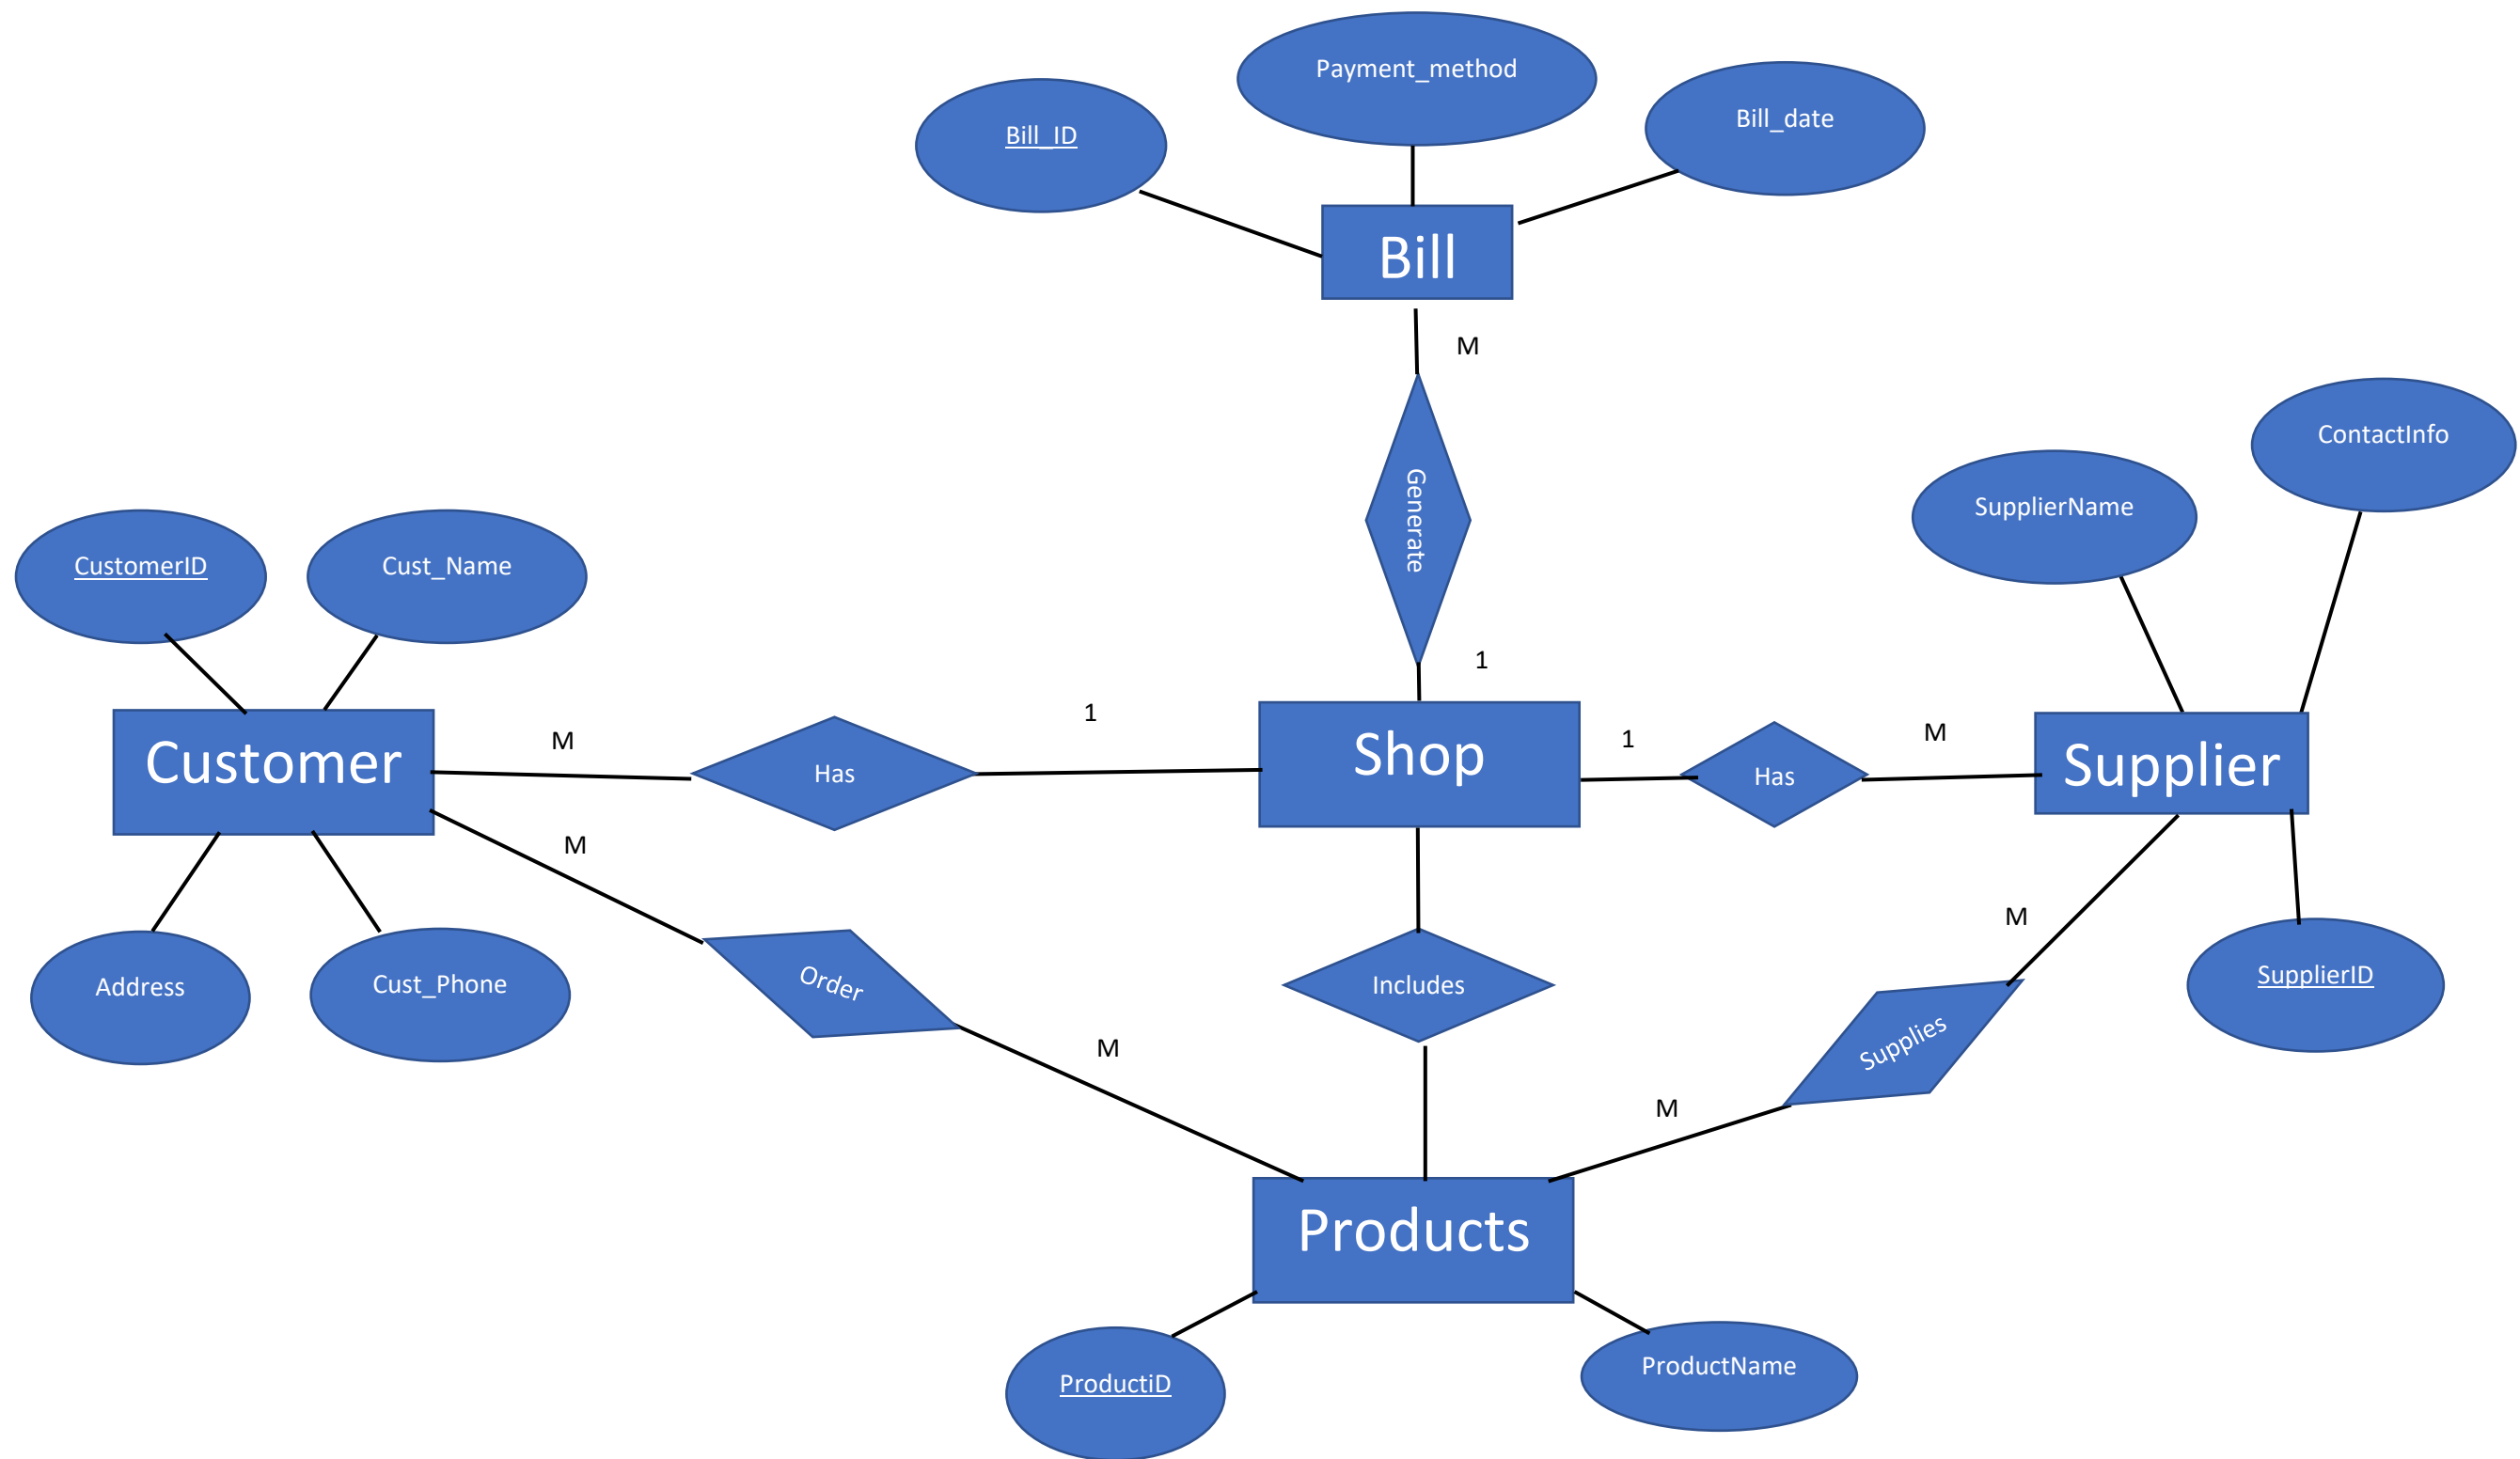 Payment_method
Bill_date
Bill_ID
Bill
M
ContactInfo
SupplierName
Generate
CustomerID
Cust_Name
1
1
M
M
1
Customer
Has
Shop
Has
Supplier
M
M
Address
Cust_Phone
Order
Includes
SupplierID
Supplies
M
M
Products
ProductiD
ProductName